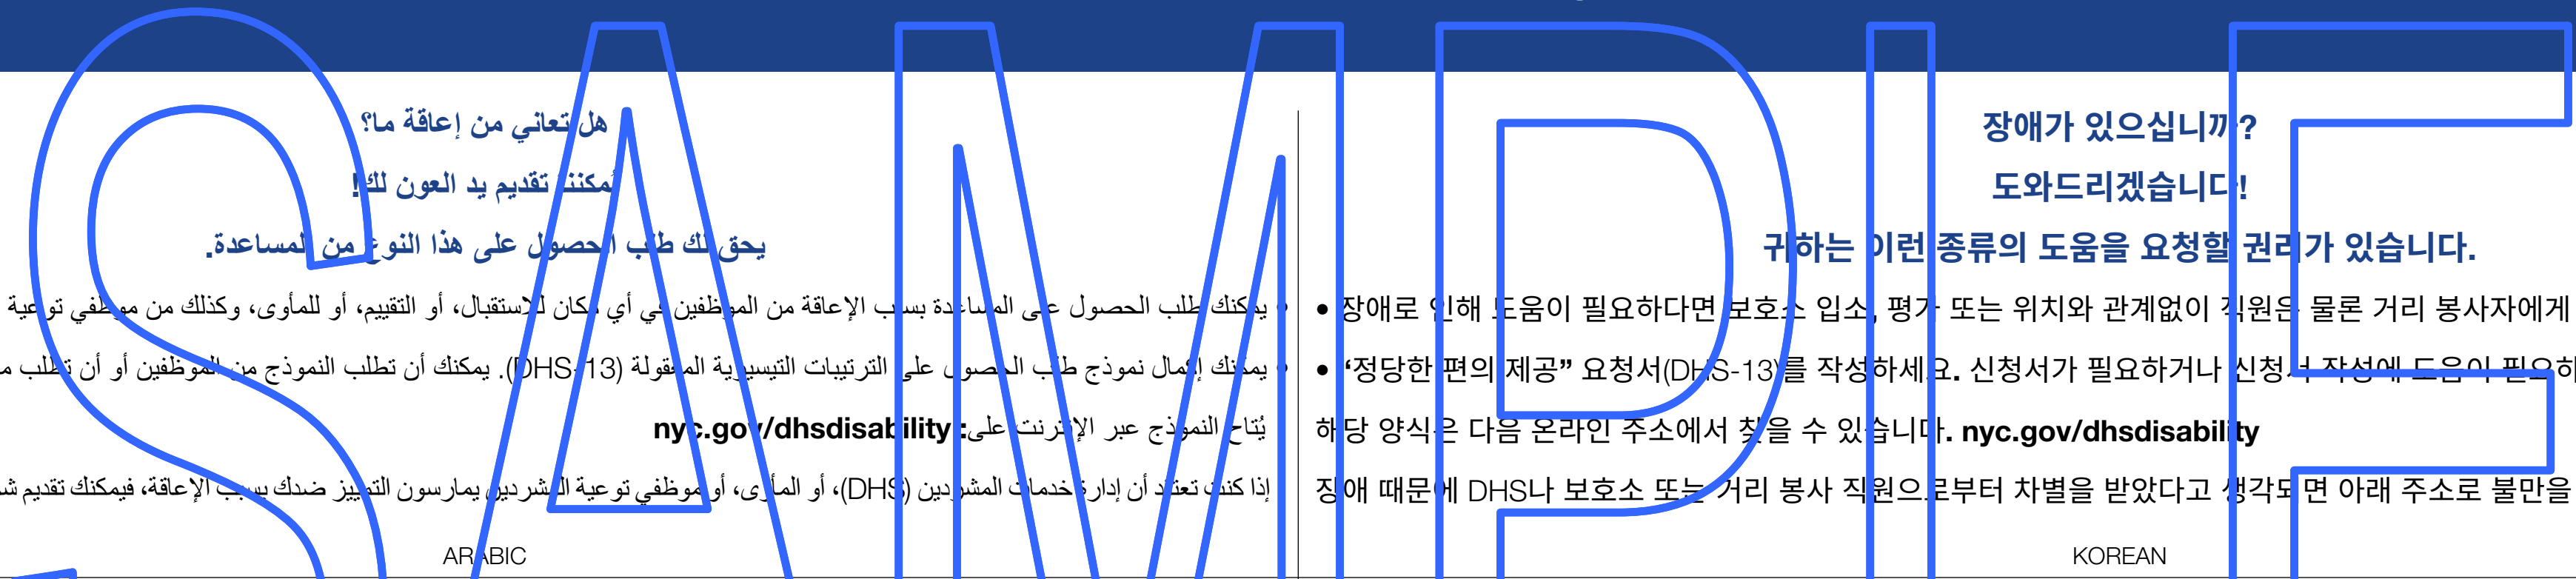 هل تعاني من إعاقة ما؟
يُمكننا تقديم يد العون لك!
يحق لك طلب الحصول على هذا النوع من المساعدة.
• يمكنك طلب الحصول على المساعدة بسبب الإعاقة من الموظفين في أي مكان للاستقبال، أو التقييم، أو للمأوى، وكذلك من موظفي توعية
• يمكنك إكمال نموذج طلب الحصول على الترتيبات التيسيرية المعقولة (DHS-13). يمكنك أن تطلب النموذج من الموظفين أو أن تطلب
يُتاح النموذج عبر الإنترنت على: nyc.gov/dhsdisability
إذا كنت تعتقد أن إدارة خدمات المشردين (DHS)، أو المأوى، أو موظفي توعية المشردين يمارسون التمييز ضدك بسبب الإعاقة، فيمكنك تقديم
ARABIC
장애가 있으십니까?
도와드리겠습니다!
귀하는 이런 종류의 도움을 요청할 권리가 있습니다.
• 장애로 인해 도움이 필요하다면 보호소 입소, 평가 또는 위치와 관계없이 직원은 물론 거리 봉사자에게
• “정당한 편의 제공” 요청서(DHS-13)를 작성하세요. 신청서가 필요하거나 신청서 작성에 도움이 필요하
해당 양식은 다음 온라인 주소에서 찾을 수 있습니다. nyc.gov/dhsdisability
장애 때문에 DHS나 보호소 또는 거리 봉사 직원으로부터 차별을 받았다고 생각되면 아래 주소로 불만을
KOREAN
SAMPLE